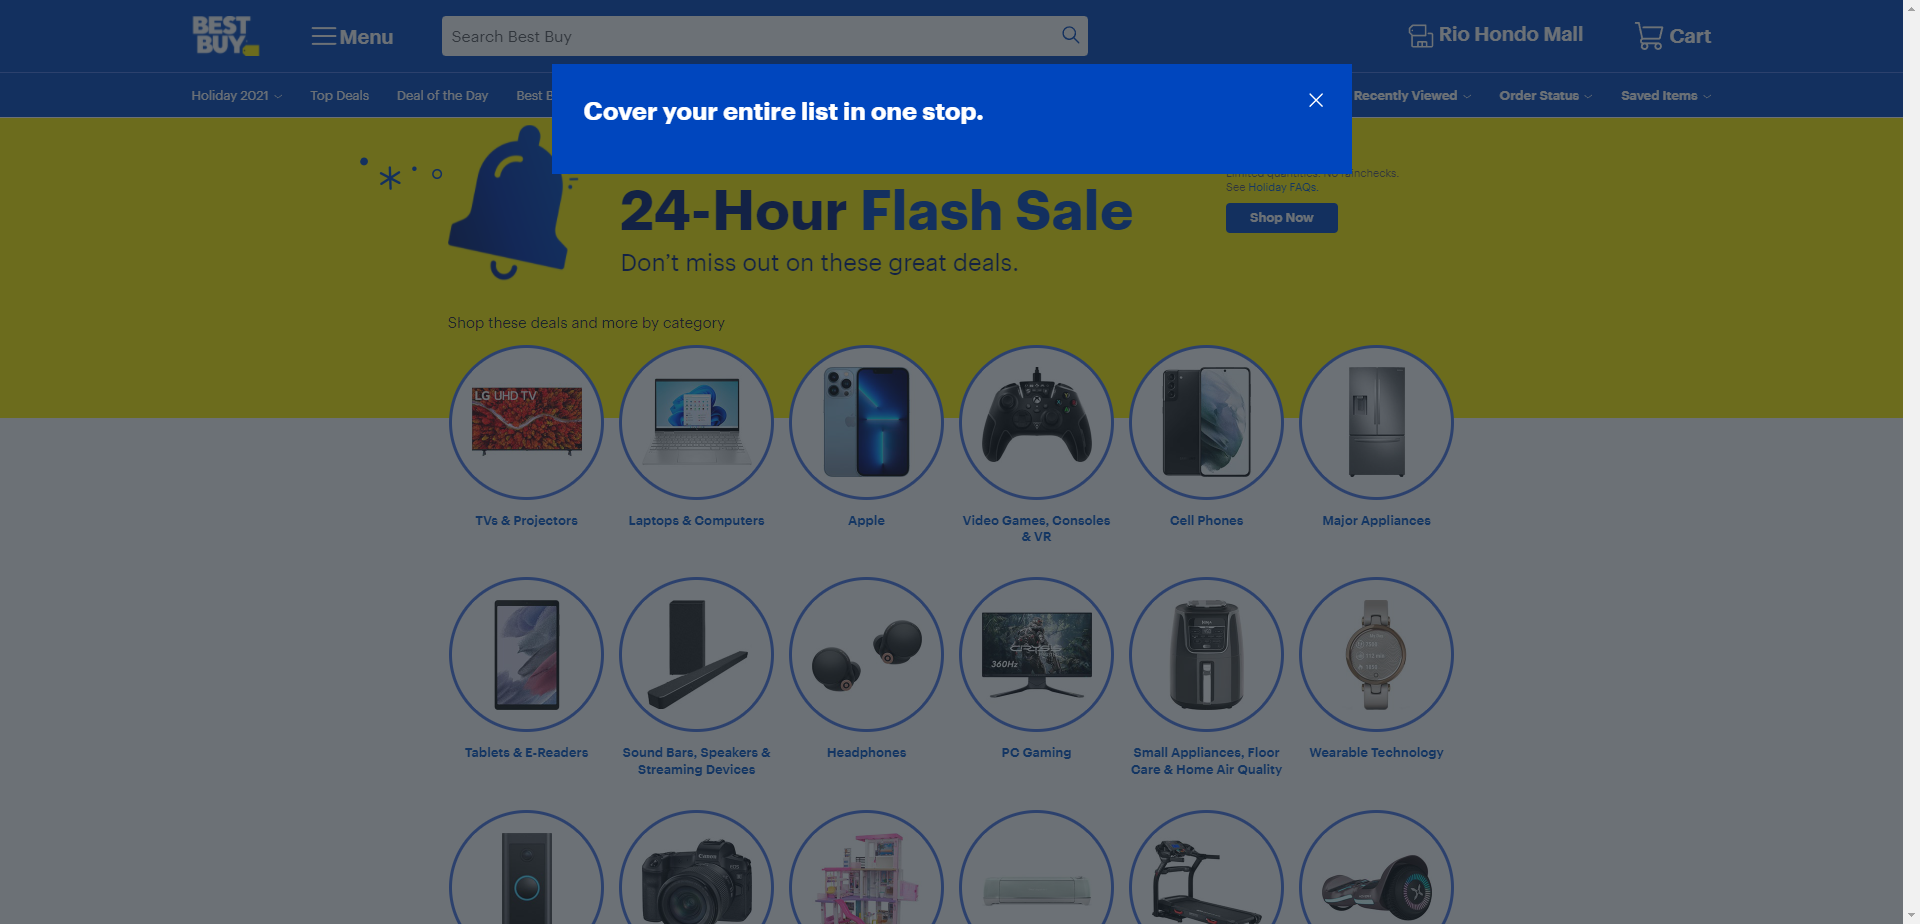 BEST BUY
Menu
Search Best Buy
Rio Hondo Mall
Cart
Holiday 2021
Top Deals
Deal of the Day
Recently Viewed
Order Status
Saved Items
Cover your entire list in one stop.
24-Hour Flash Sale
Don't miss out on these great deals.
See Holiday FAQs.
Shop Now
Shop these deals and more by category
LG UHD TV
TVs & Projectors
Laptops & Computers
Apple
Video Games, Consoles
& VR
Cell Phones
Major Appliances
360Hz
Tablets & E-Readers
Sound Bars, Speakers &
Streaming Devices
Headphones
PC Gaming
Small Appliances, Floor
Care & Home Air Quality
Wearable Technology
Canon